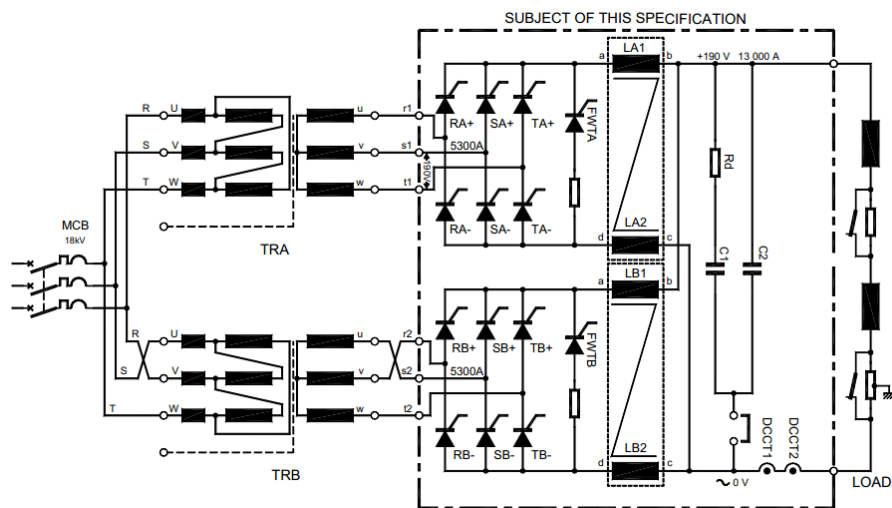 SUBJECT OF THIS SPECIFICATION
a LA1 b +190 V 13 000 A
R U u r1
RA+ SA+ TA+ FWTA
S V v s1 5300A
190V
Rd
T W w t1
MCB
18kV
RA- SA- TA-
TRA
LA2
d c
C1 C2
a LB1 b
R U u r2
RB+ SB+ TB+ FWTB
S V v s2 5300A
T W w t2
RB- SB- TB-
DCCT1 DCCT2
TRB
LB2
d c
~ 0 V
LOAD